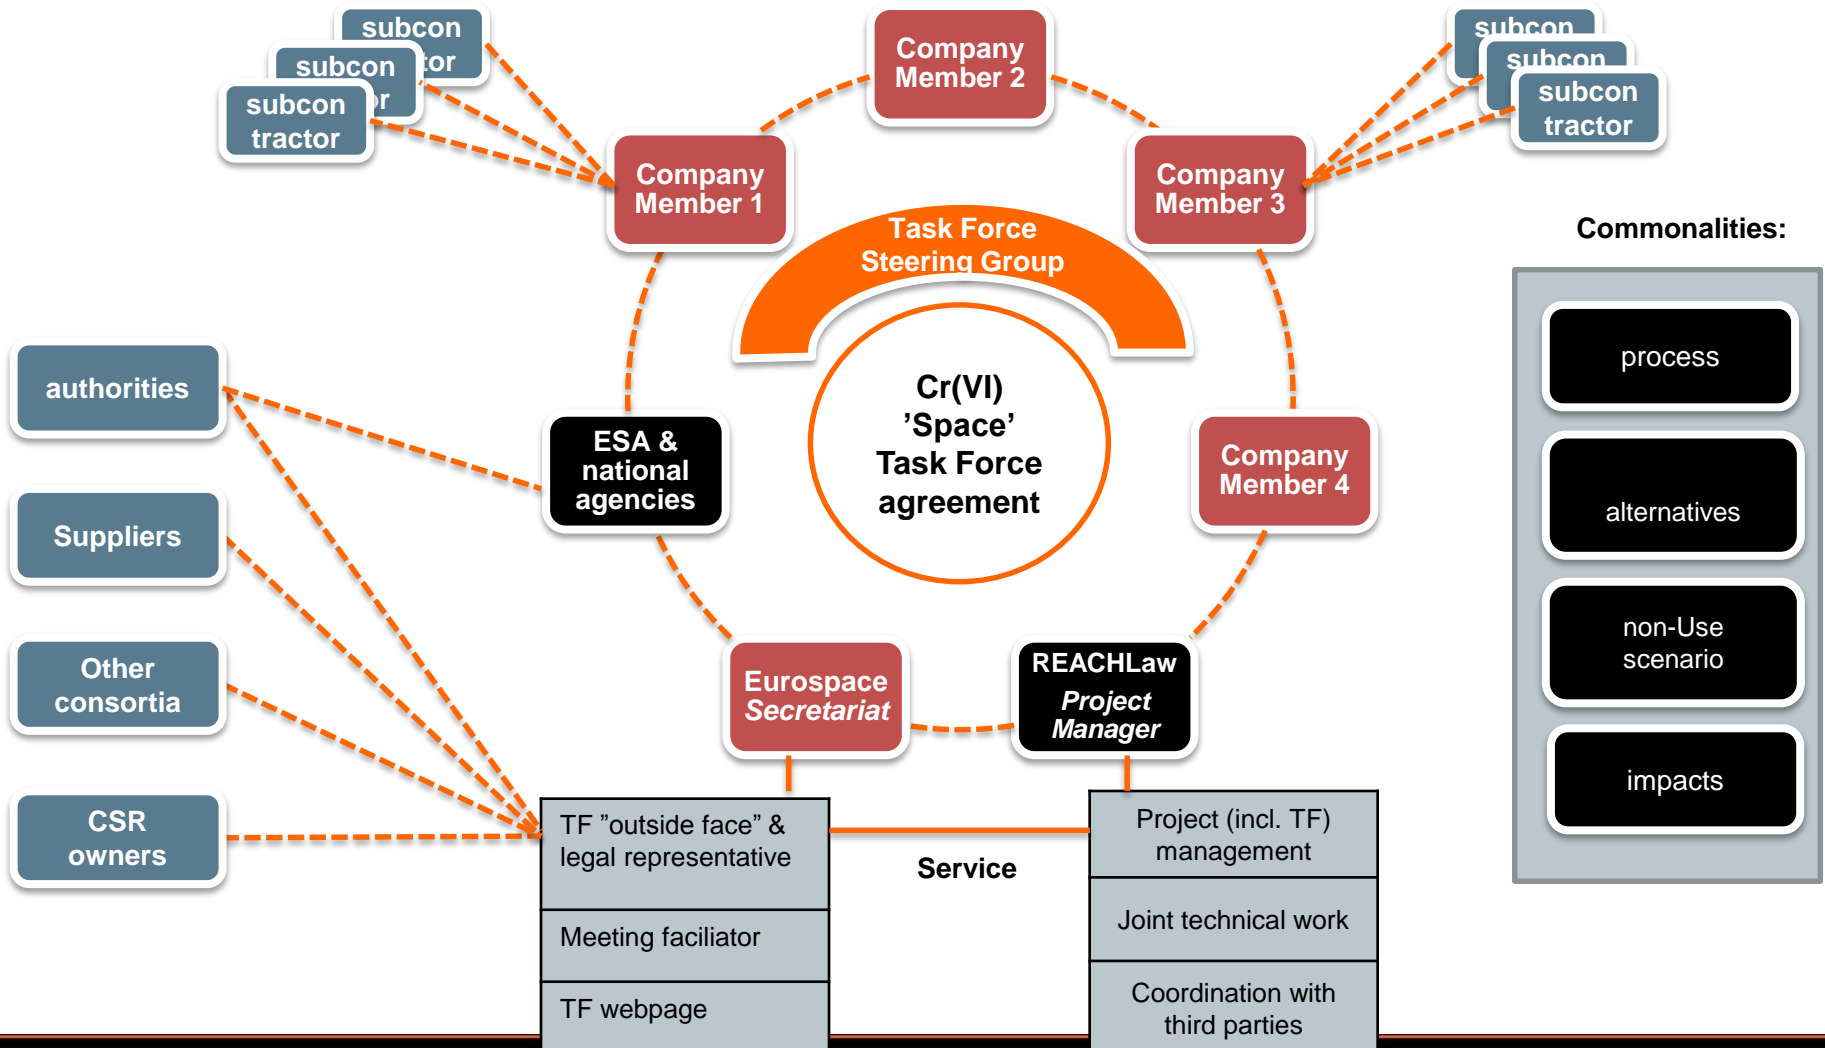 subcon
tor
subcon
or
subcon
tractor
Company
Member 2
subcon
subcon
subcon
tractor
Company
Member 1
Company
Member 3
Task Force
Steering Group
Commonalities:
process
authorities
Cr(VI)
’Space’
Task Force
agreement
ESA &
national
agencies
Company
Member 4
alternatives
Suppliers
non-Use
scenario
Other
consortia
Eurospace
Secretariat
REACHLaw
Project
Manager
impacts
CSR
owners
TF ”outside face” &
legal representative
Meeting faciliator
TF webpage
Service
Project (incl. TF)
management
Joint technical work
Coordination with
third parties